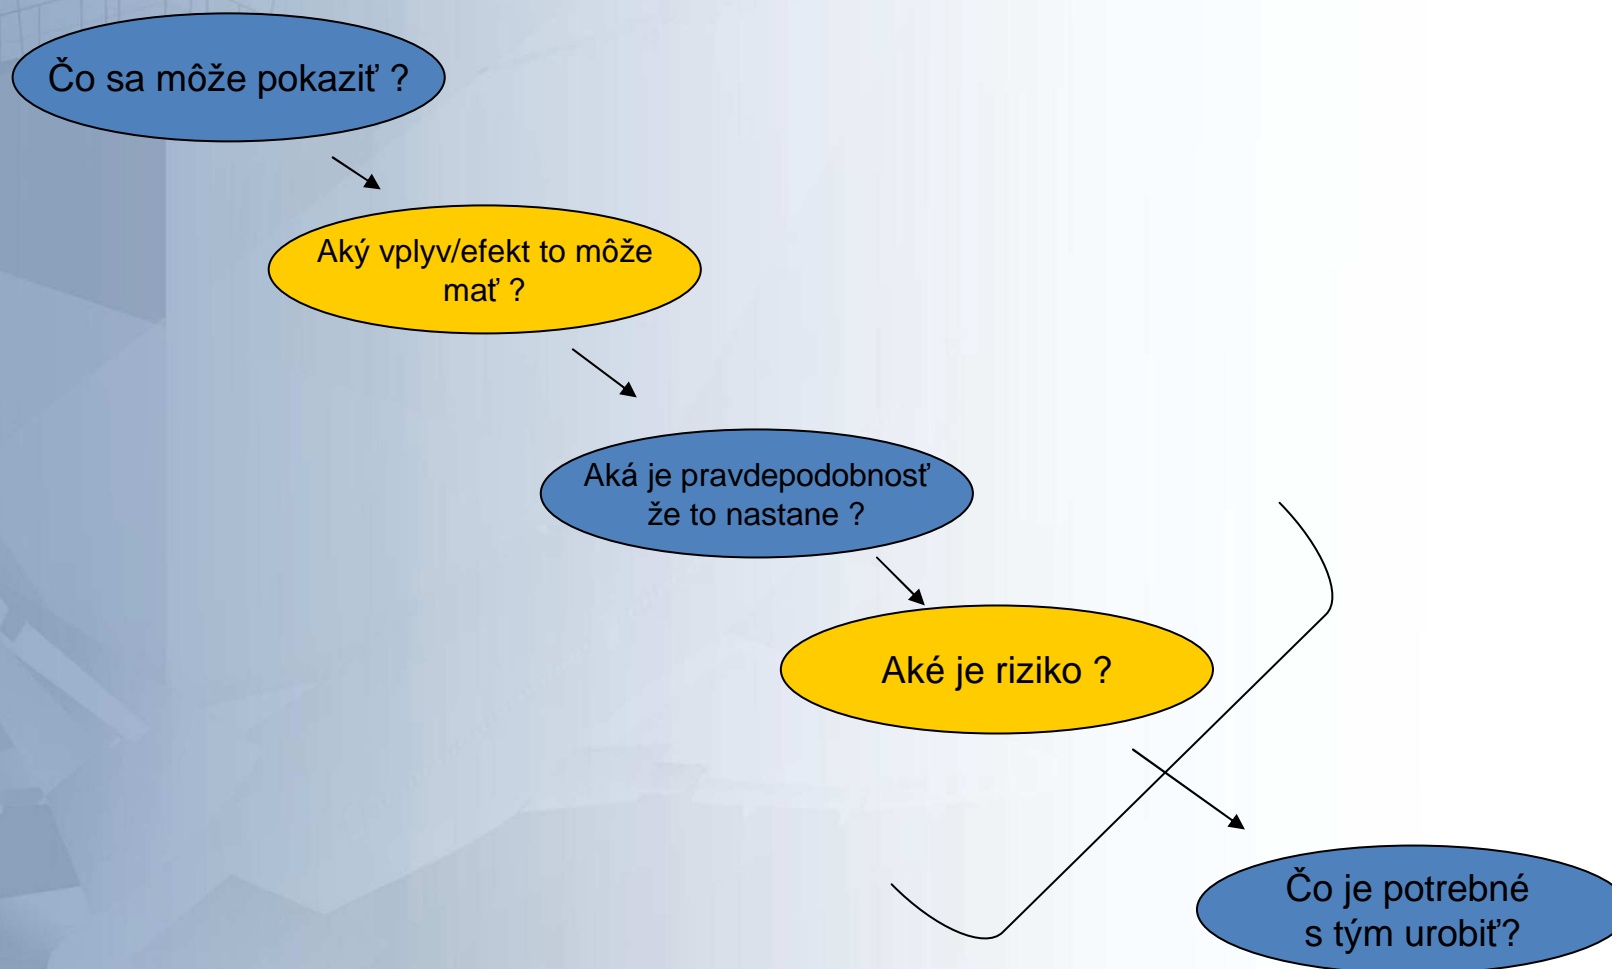 Čo sa môže pokaziť ?
Aký vplyv/efekt to môže
mať ?
Aká je pravdepodobnosť
že to nastane ?
Aké je riziko ?
Čo je potrebné
s tým urobiť?